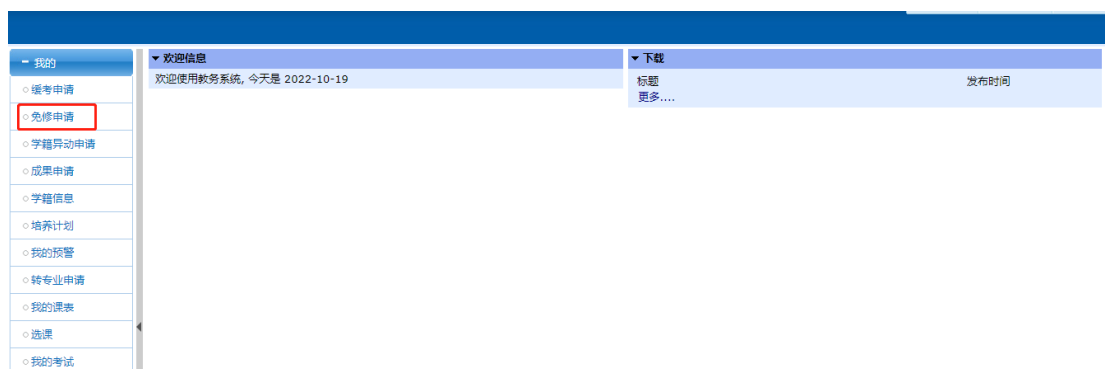 我的
缓考申请
免修申请
学籍异动申请
成果申请
学籍信息
培养计划
我的预警
转专业申请
我的课表
选课
我的考试
欢迎信息
欢迎使用教务系统, 今天是 2022-10-19
下载
标题 发布时间
更多....